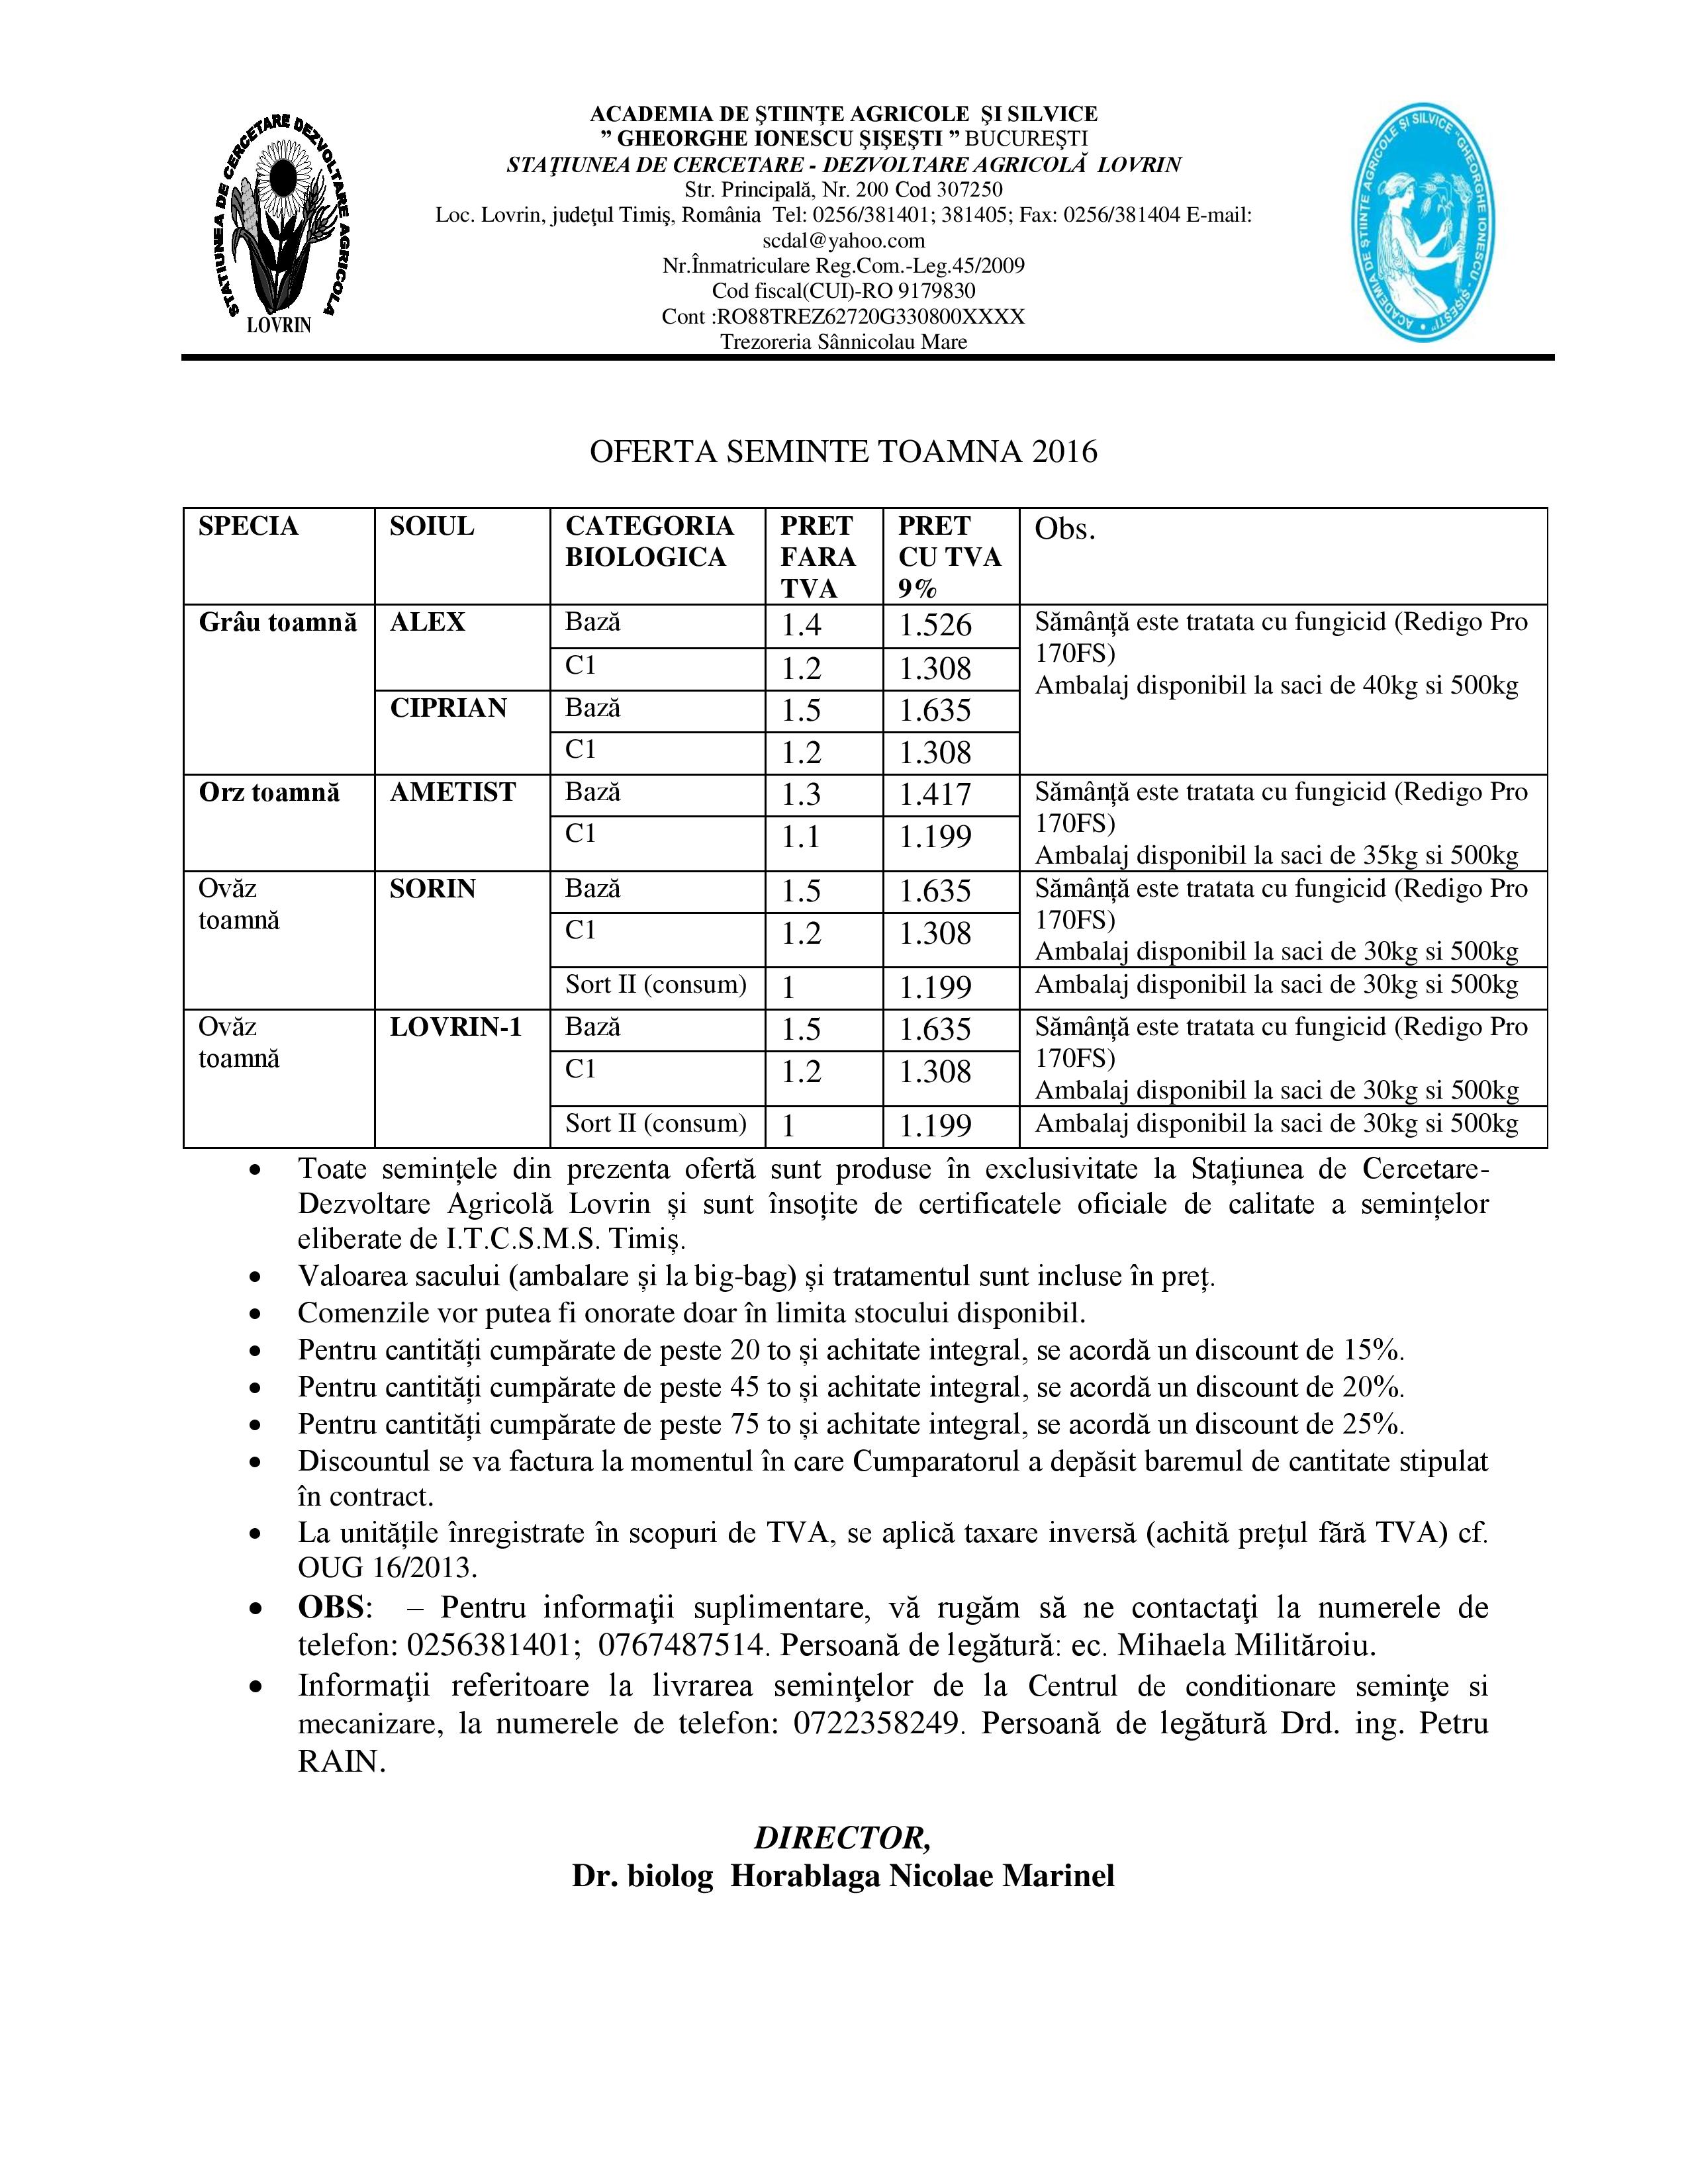 STATIUNEA DE CERCETARE DEZVOLTARE AGRICOLA
LOVRIN
ACADEMIA DE ŞTIINŢE AGRICOLE ŞI SILVICE
” GHEORGHE IONESCU ŞIŞEŞTI ” BUCUREŞTI
STAŢIUNEA DE CERCETARE - DEZVOLTARE AGRICOLĂ LOVRIN
Str. Principală, Nr. 200 Cod 307250
Loc. Lovrin, judeţul Timiş, România Tel: 0256/381401; 381405; Fax: 0256/381404 E-mail:
scdal@yahoo.com
Nr.Înmatriculare Reg.Com.-Leg.45/2009
Cod fiscal(CUI)-RO 9179830
Cont :RO88TREZ62720G330800XXXX
Trezoreria Sânnicolau Mare
ACADEMIA DE ȘTIINȚE AGRICOLE ȘI SILVICE "GHEORGHE IONESCU - ȘIȘEȘTI"
OFERTA SEMINTE TOAMNA 2016
SPECIA SOIUL CATEGORIA PRET PRET Obs.
BIOLOGICA FARA CU TVA
TVA 9%
Grâu toamnă ALEX Bază 1.4 1.526 Sămânță este tratata cu fungicid (Redigo Pro
170FS)
C1 1.2 1.308 Ambalaj disponibil la saci de 40kg si 500kg
CIPRIAN Bază 1.5 1.635
C1 1.2 1.308
Orz toamnă AMETIST Bază 1.3 1.417 Sămânță este tratata cu fungicid (Redigo Pro
170FS)
C1 1.1 1.199 Ambalaj disponibil la saci de 35kg si 500kg
Ovăz SORIN Bază 1.5 1.635 Sămânță este tratata cu fungicid (Redigo Pro
toamnă 170FS)
C1 1.2 1.308 Ambalaj disponibil la saci de 30kg si 500kg
Sort II (consum) 1 1.199 Ambalaj disponibil la saci de 30kg si 500kg
Ovăz LOVRIN-1 Bază 1.5 1.635 Sămânță este tratata cu fungicid (Redigo Pro
toamnă 170FS)
C1 1.2 1.308 Ambalaj disponibil la saci de 30kg si 500kg
Sort II (consum) 1 1.199 Ambalaj disponibil la saci de 30kg si 500kg
• Toate semințele din prezenta ofertă sunt produse în exclusivitate la Stațiunea de Cercetare-
Dezvoltare Agricolă Lovrin și sunt însoțite de certificatele oficiale de calitate a semințelor
eliberate de I.T.C.S.M.S. Timiș.
• Valoarea sacului (ambalare și la big-bag) și tratamentul sunt incluse în preț.
• Comenzile vor putea fi onorate doar în limita stocului disponibil.
• Pentru cantități cumpărate de peste 20 to și achitate integral, se acordă un discount de 15%.
• Pentru cantități cumpărate de peste 45 to și achitate integral, se acordă un discount de 20%.
• Pentru cantități cumpărate de peste 75 to și achitate integral, se acordă un discount de 25%.
• Discountul se va factura la momentul în care Cumparatorul a depăsit baremul de cantitate stipulat
în contract.
• La unitățile înregistrate în scopuri de TVA, se aplică taxare inversă (achită prețul fără TVA) cf.
OUG 16/2013.
• OBS: – Pentru informaţii suplimentare, vă rugăm să ne contactaţi la numerele de
telefon: 0256381401; 0767487514. Persoană de legătură: ec. Mihaela Milităroiu.
• Informaţii referitoare la livrarea seminţelor de la Centrul de conditionare seminţe si
mecanizare, la numerele de telefon: 0722358249. Persoană de legătură Drd. ing. Petru
RAIN.
DIRECTOR,
Dr. biolog Horablaga Nicolae Marinel